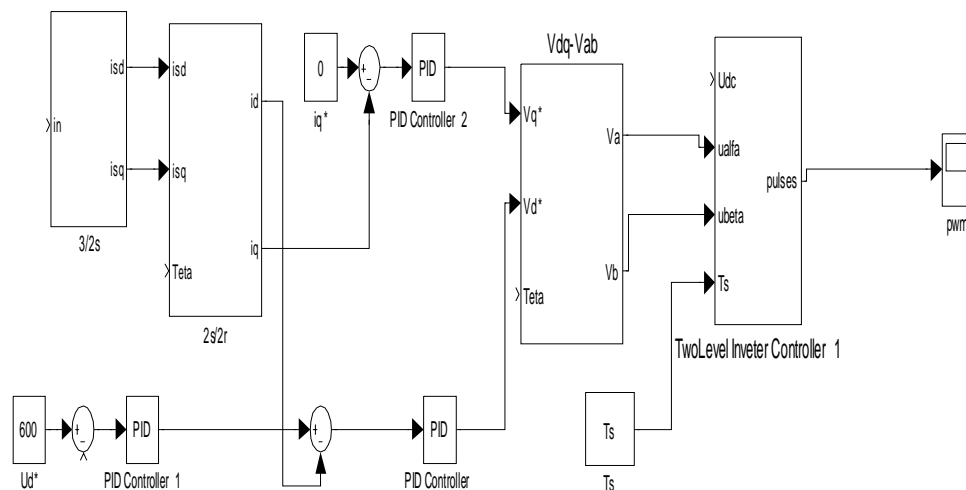 in
isd
isq
3/2s
isd
isq
Teta
id
iq
2s/2r
0
iq*
+
-
PID
PID Controller 2
Vdq-Vab
Vq*
Vd*
Teta
Va
Vb
Udc
ualfa
ubeta
Ts
pulses
TwoLevel Inveter Controller 1
pwm
600
Ud*
+
-
PID
PID Controller 1
+
-
PID
PID Controller
Ts
Ts